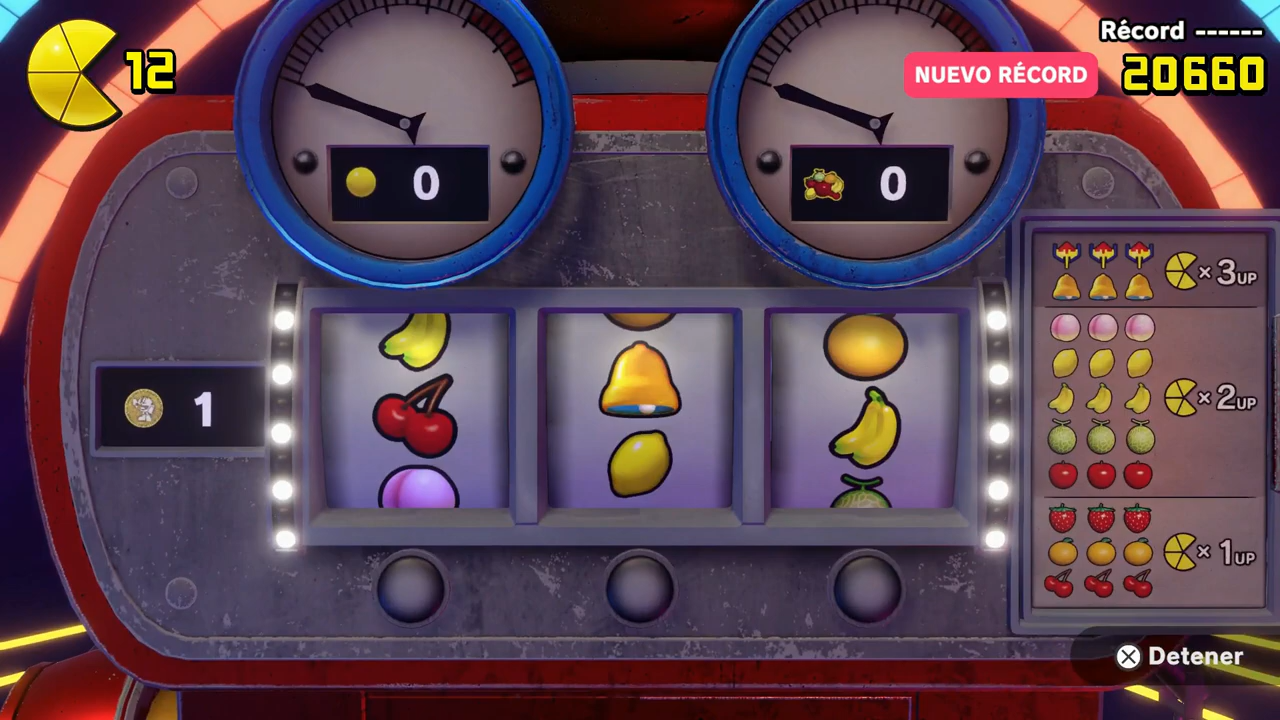 12
Récord ------
NUEVO RÉCORD
20660
0
0
1
× 3UP
× 2UP
× 1UP
Detener